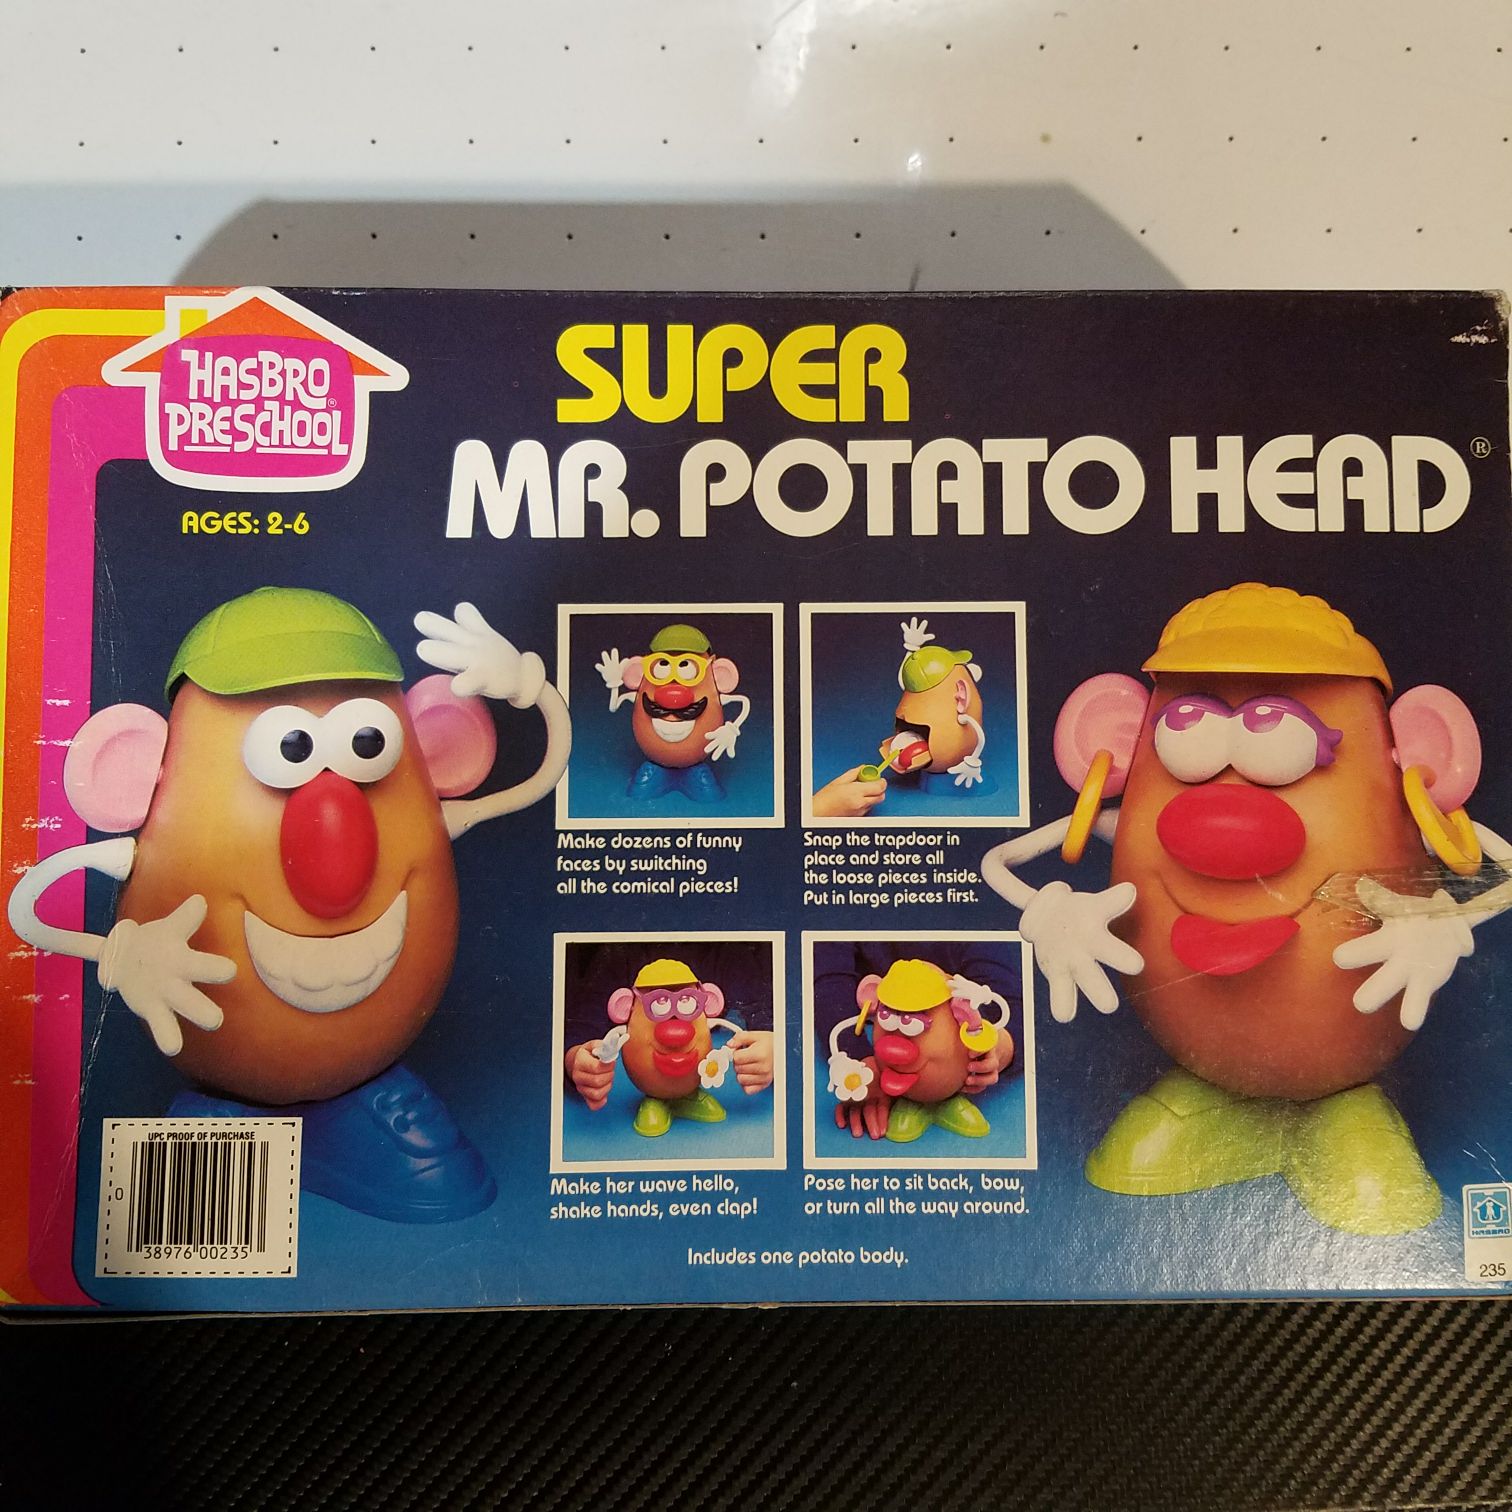 HASBRO
PRESCHOOL®
AGES: 2-6
SUPER
MR. POTATO HEAD®
Make dozens of funny
faces by switching
all the comical pieces!
Snap the trapdoor in
place and store all
the loose pieces inside.
Put in large pieces first.
Make her wave hello,
shake hands, even clap!
Pose her to sit back, bow,
or turn all the way around.
Includes one potato body.
UPC PROOF OF PURCHASE
0
38976 00235
HASBRO
235